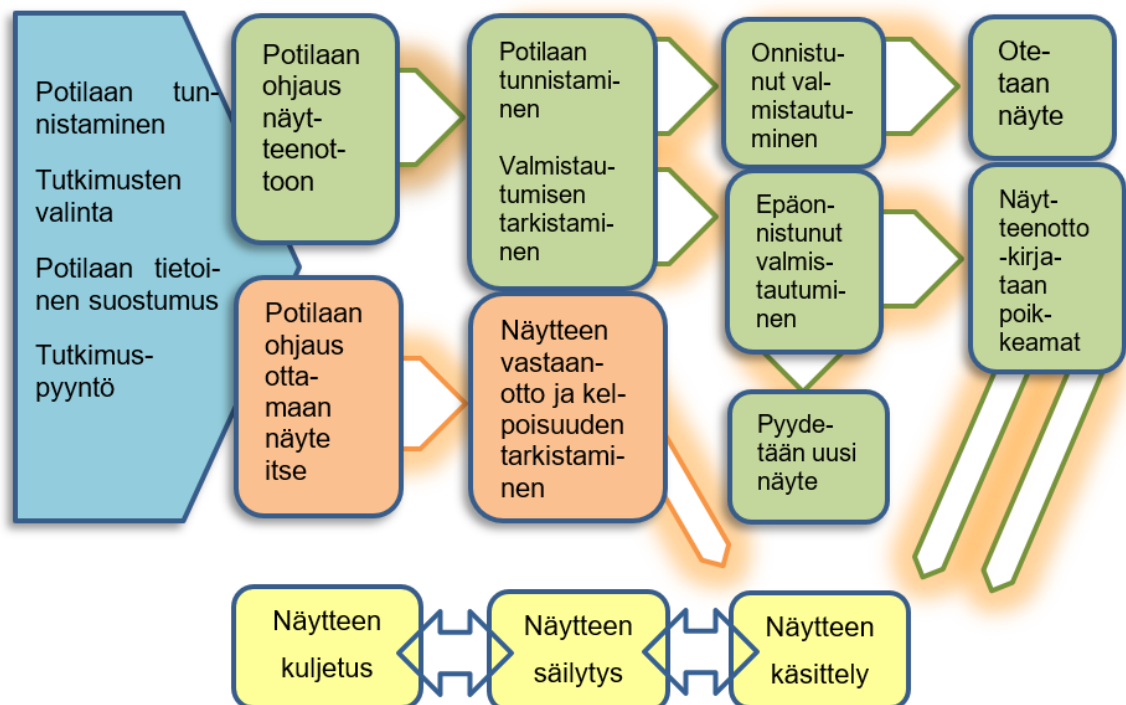 Potilaan tun-
nistaminen
Tutkimusten
valinta
Potilaan tietoi-
nen suostumus
Tutkimus-
pyyntö
Potilaan
ohjaus
näyt-
teenot-
toon
Potilaan
ohjaus
otta-
maan
näyte
itse
Potilaan
tunnistami-
nen
Valmistau-
tumisen
tarkistami-
nen
Näytteen
vastaan-
otto ja kel-
poisuuden
tarkistami-
nen
Onnistu-
nut val-
mistautu-
minen
Epäon-
nistunut
valmis-
tautumi-
nen
Pyyde-
tään uusi
näyte
Ote-
taan
näyte
Näyt-
teenotto
-kirja-
taan
poik-
keamat
Näytteen
kuljetus
Näytteen
säilytys
Näytteen
käsittely